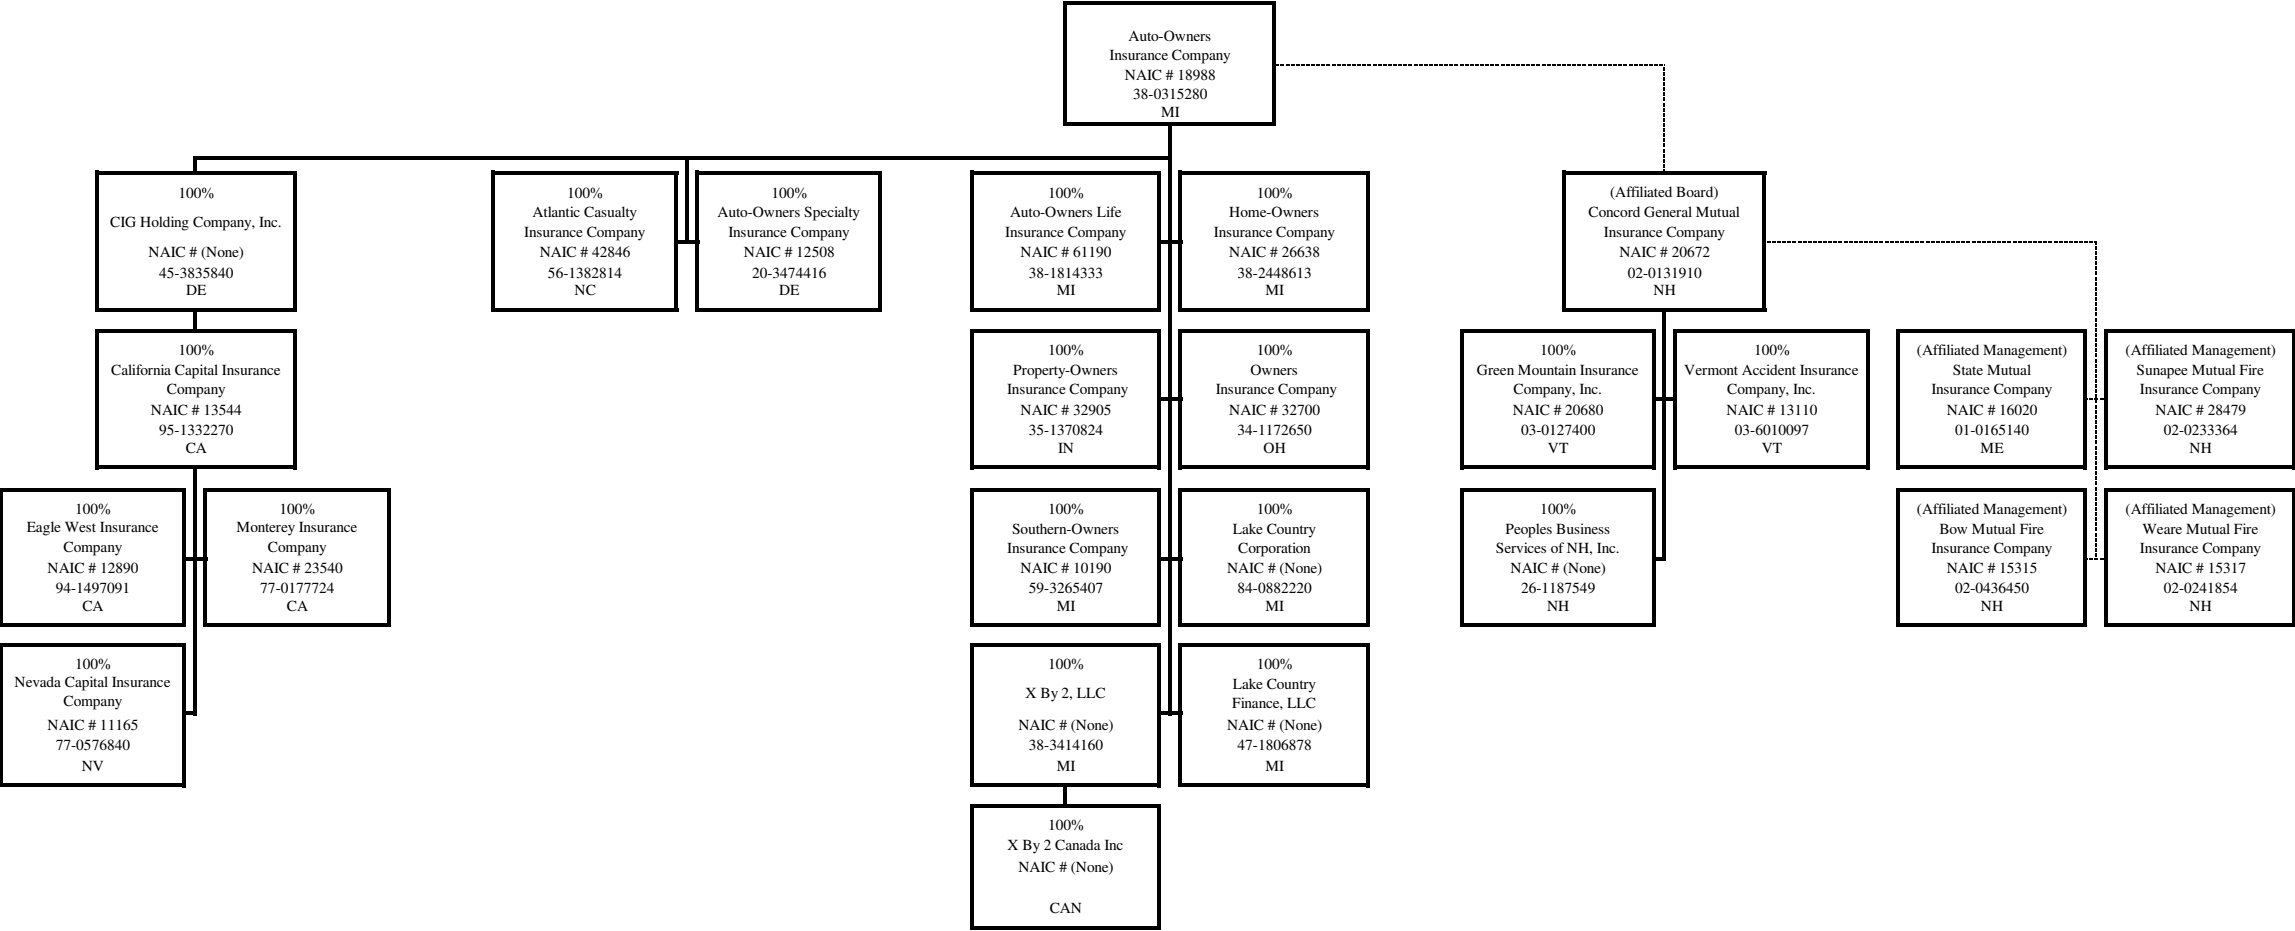 Auto-Owners
Insurance Company
NAIC # 18988
38-0315280
MI
100%
CIG Holding Company, Inc.
NAIC # (None)
45-3835840
DE
100%
Atlantic Casualty
Insurance Company
NAIC # 42846
56-1382814
NC
100%
Auto-Owners Specialty
Insurance Company
NAIC # 12508
20-3474416
DE
100%
Auto-Owners Life
Insurance Company
NAIC # 61190
38-1814333
MI
100%
Home-Owners
Insurance Company
NAIC # 26638
38-2448613
MI
(Affiliated Board)
Concord General Mutual
Insurance Company
NAIC # 20672
02-0131910
NH
100%
California Capital Insurance
Company
NAIC # 13544
95-1332270
CA
100%
Property-Owners
Insurance Company
NAIC # 32905
35-1370824
IN
100%
Owners
Insurance Company
NAIC # 32700
34-1172650
OH
100%
Green Mountain Insurance
Company, Inc.
NAIC # 20680
03-0127400
VT
100%
Vermont Accident Insurance
Company, Inc.
NAIC # 13110
03-6010097
VT
(Affiliated Management)
State Mutual
Insurance Company
NAIC # 16020
01-0165140
ME
(Affiliated Management)
Sunapee Mutual Fire
Insurance Company
NAIC # 28479
02-0233364
NH
100%
Eagle West Insurance
Company
NAIC # 12890
94-1497091
CA
100%
Monterey Insurance
Company
NAIC # 23540
77-0177724
CA
100%
Southern-Owners
Insurance Company
NAIC # 10190
59-3265407
MI
100%
Lake Country
Corporation
NAIC # (None)
84-0882220
MI
100%
Peoples Business
Services of NH, Inc.
NAIC # (None)
26-1187549
NH
(Affiliated Management)
Bow Mutual Fire
Insurance Company
NAIC # 15315
02-0436450
NH
(Affiliated Management)
Weare Mutual Fire
Insurance Company
NAIC # 15317
02-0241854
NH
100%
Nevada Capital Insurance
Company
NAIC # 11165
77-0576840
NV
100%
X By 2, LLC
NAIC # (None)
38-3414160
MI
100%
Lake Country
Finance, LLC
NAIC # (None)
47-1806878
MI
100%
X By 2 Canada Inc
NAIC # (None)
CAN